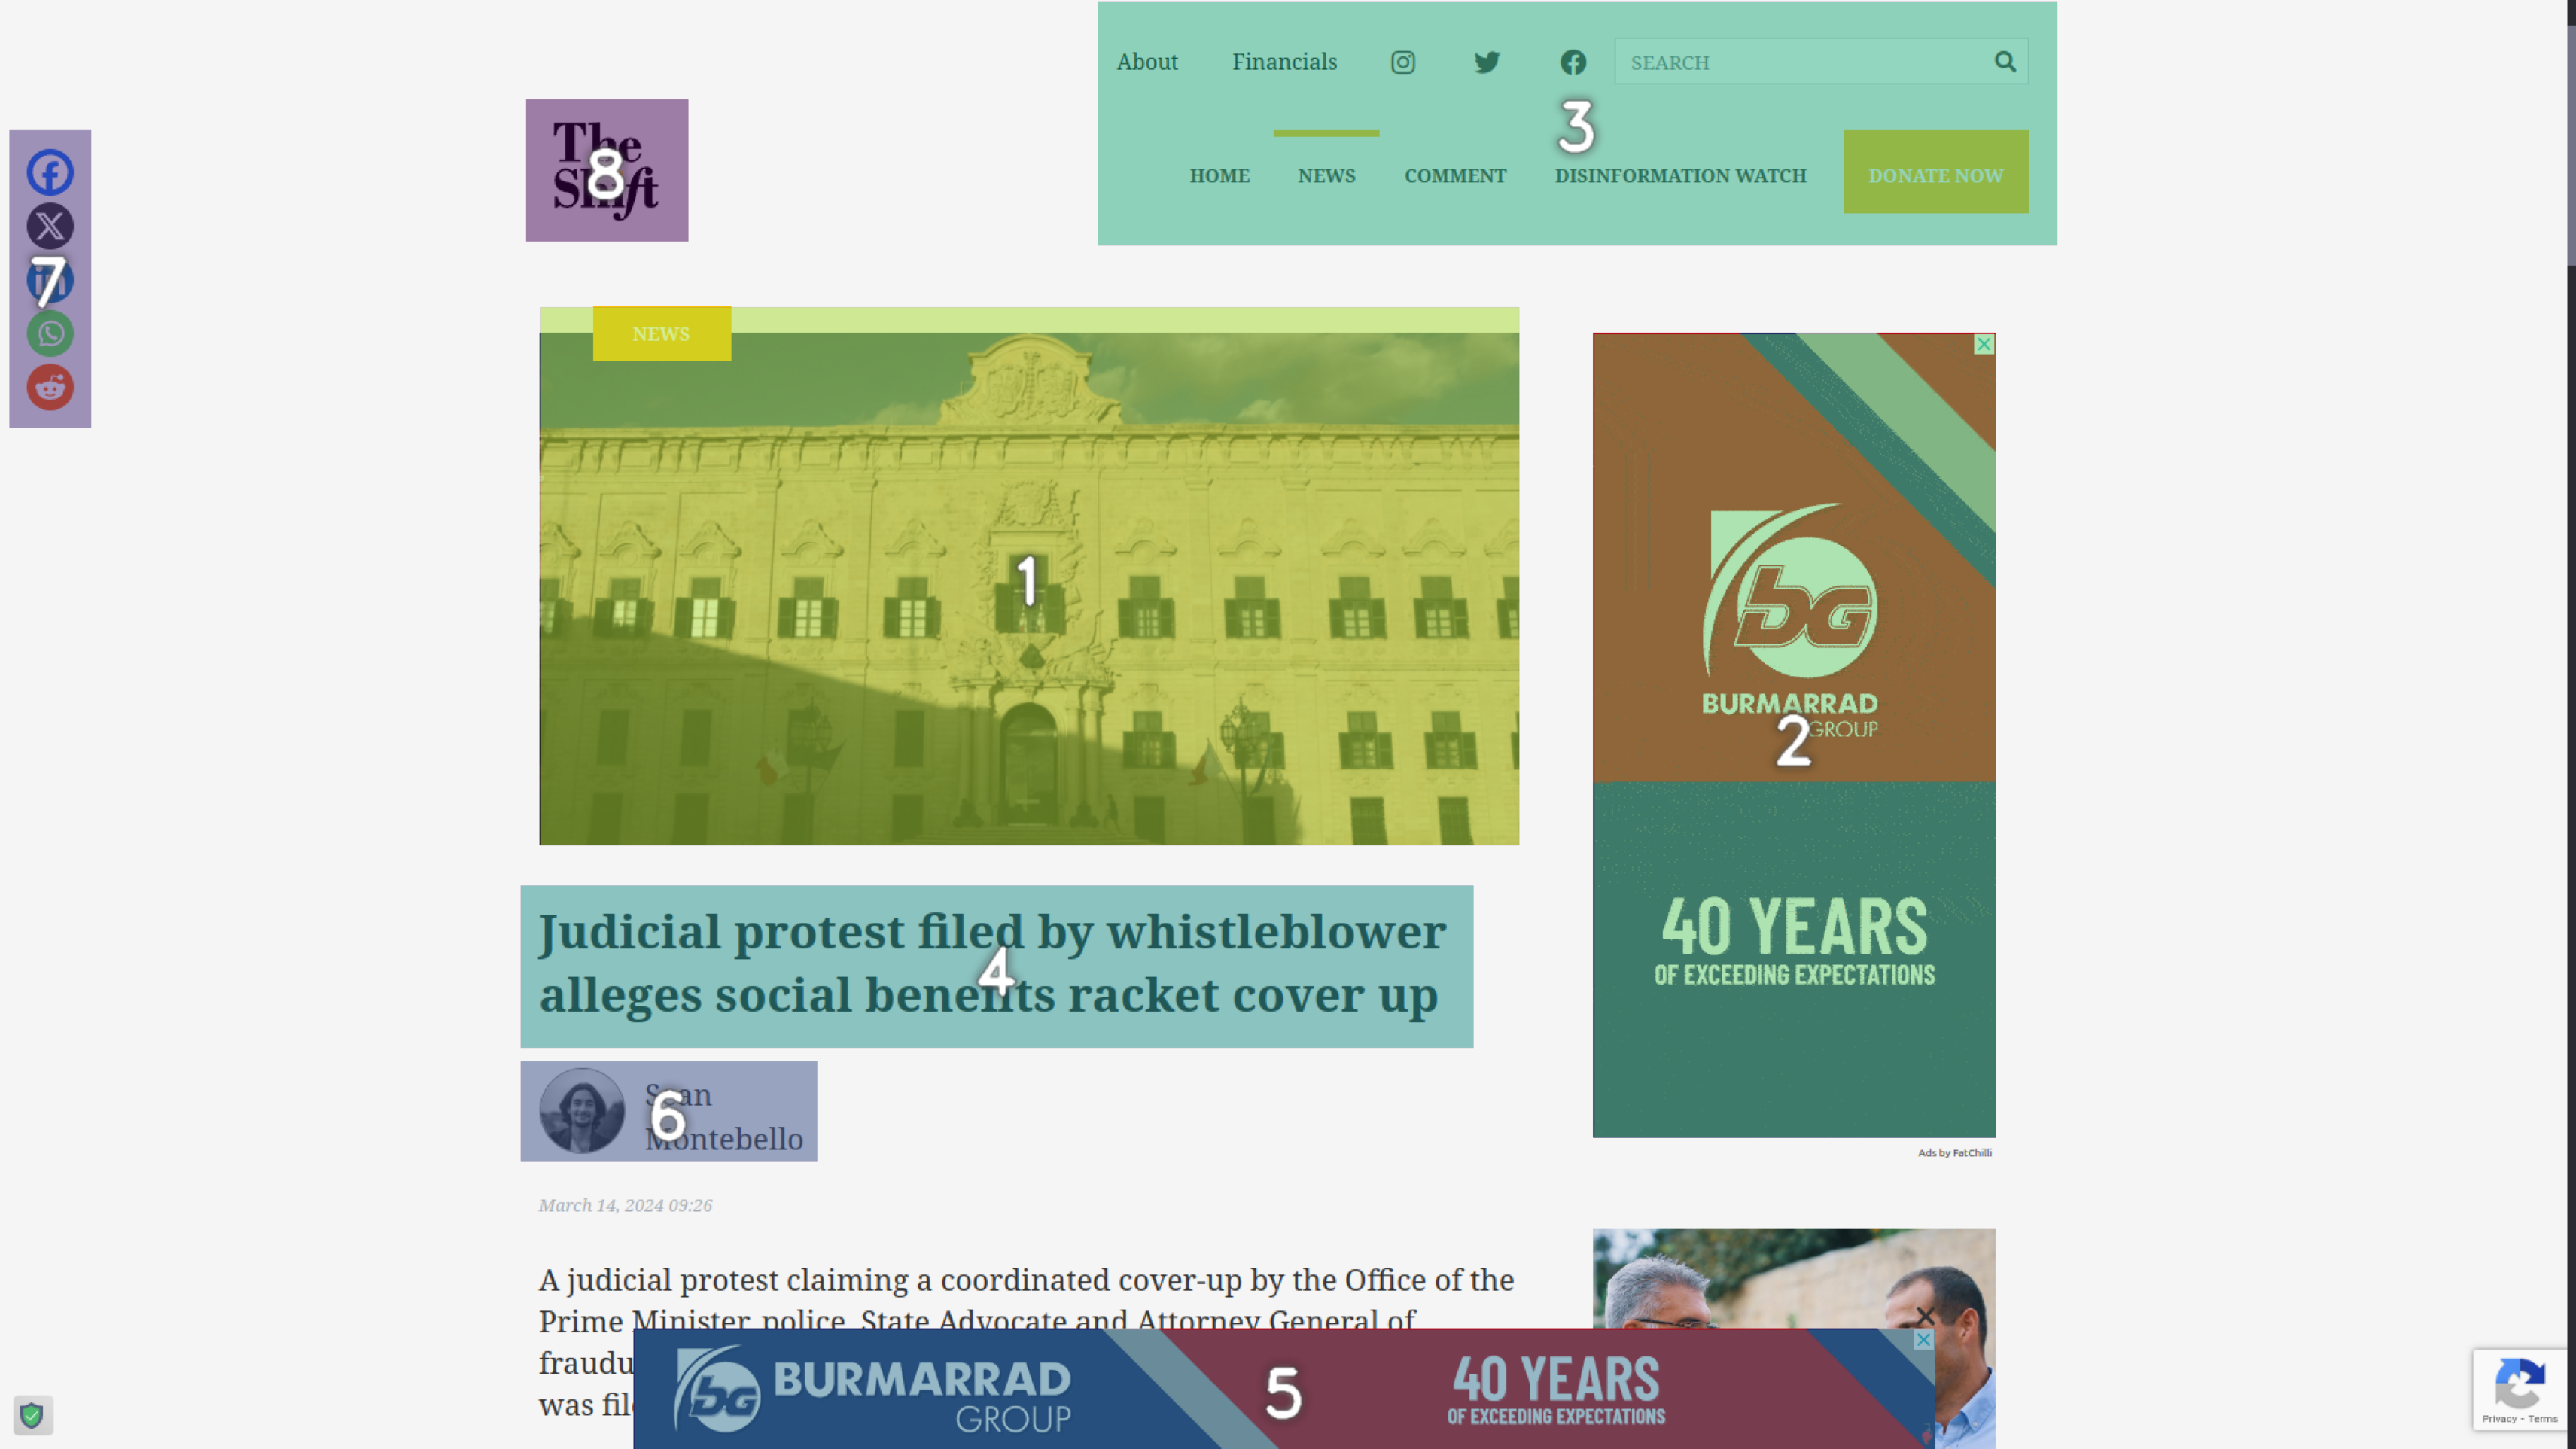 About Financials SEARCH
The
Shift
HOME NEWS COMMENT DISINFORMATION WATCH DONATE NOW
NEWS
Judicial protest filed by whistleblower
alleges social benefits racket cover up
Sean
Montebello
March 14, 2024 09:26
A judicial protest claiming a coordinated cover-up by the Office of the
Prime Minister, police, State Advocate and Attorney General of
was
bG
BURMARRAD
GROUP
40 YEARS
OF EXCEEDING EXPECTATIONS
Ads by FatChilli
bG BURMARRAD
GROUP
40 YEARS
OF EXCEEDING EXPECTATIONS
Privacy - Terms
1
2
3
4
5
6
7
8